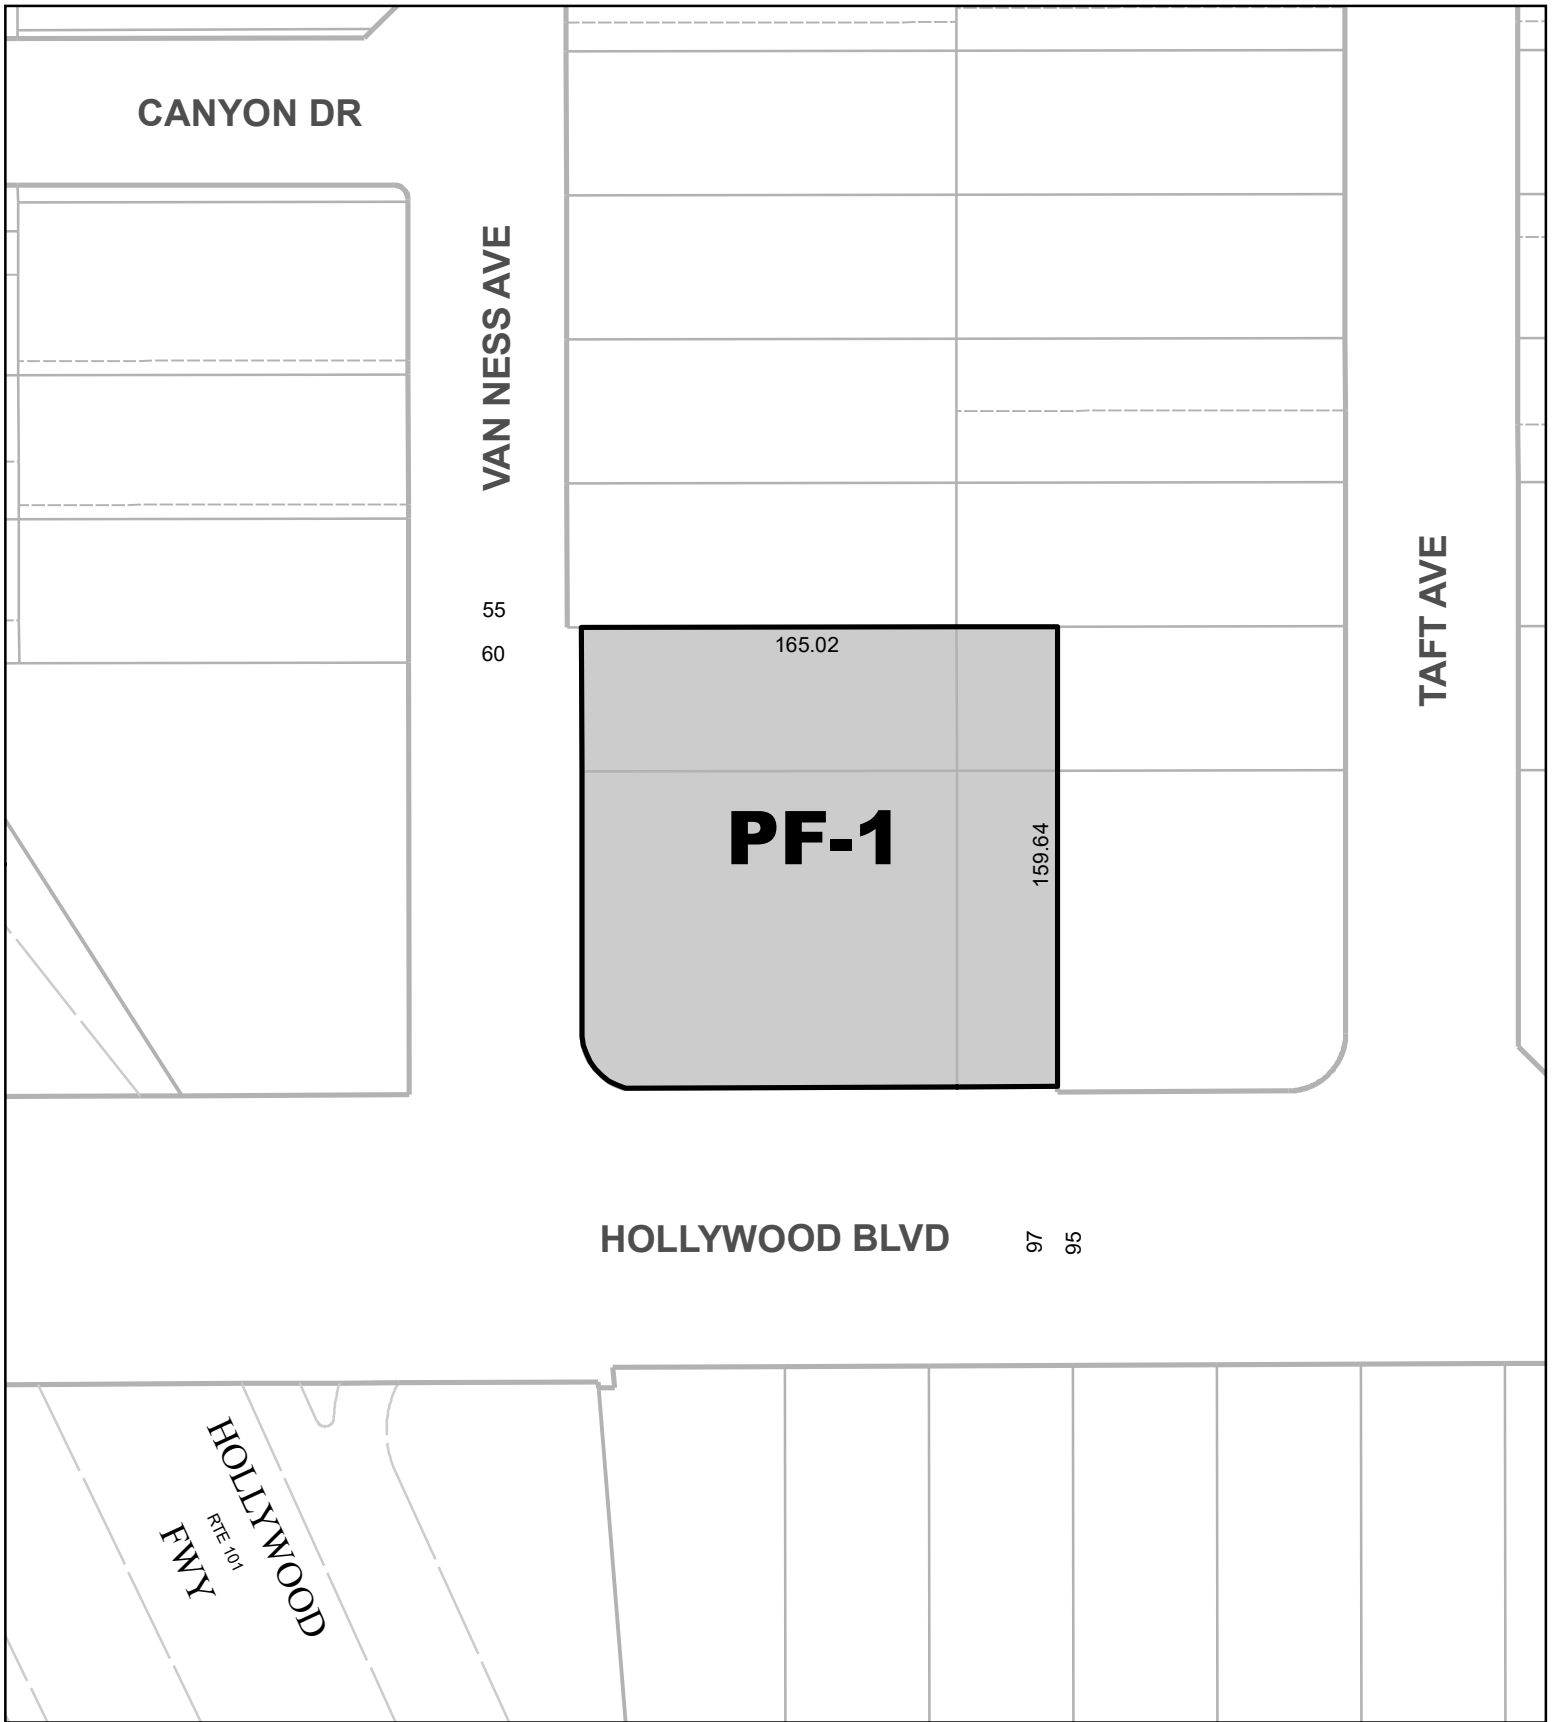 CANYON DR
VAN NESS AVE
TAFT AVE
55
60
165.02
PF-1
159.64
HOLLYWOOD BLVD
97
95
HOLLYWOOD
RTE 101
FWY